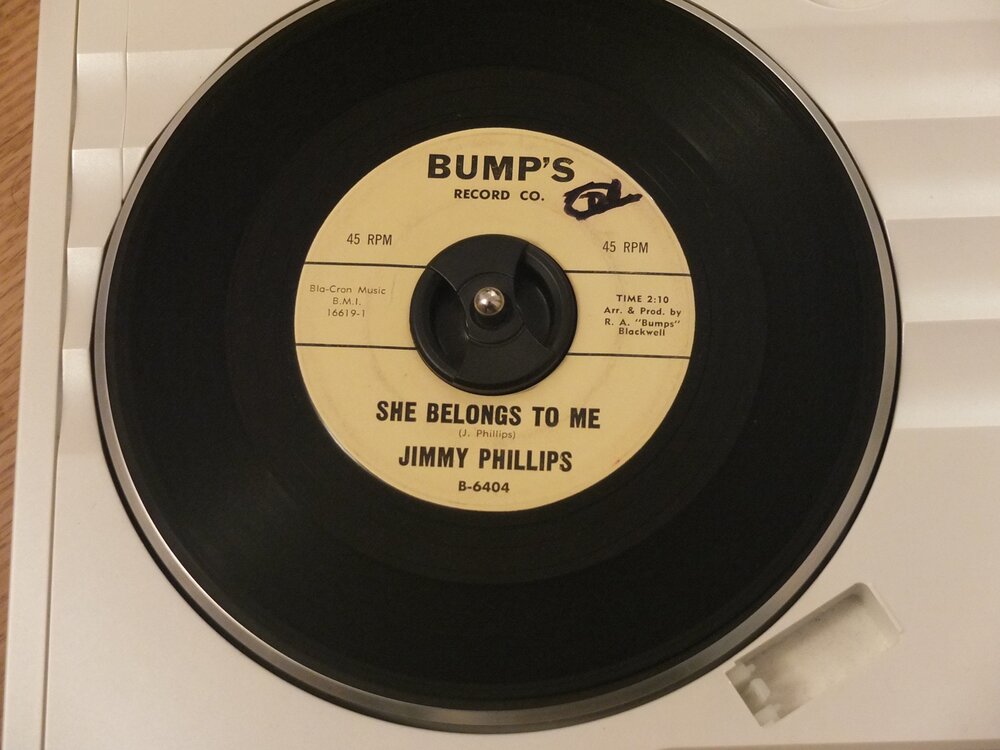 BUMP'S
RECORD CO.
45 RPM
45 RPM
Bla-Cron Music
B.M.I.
16619-1
TIME 2:10
Arr. & Prod. by
R. A. "Bumps"
Blackwell
SHE BELONGS TO ME
(J. Phillips)
JIMMY PHILLIPS
B-6404